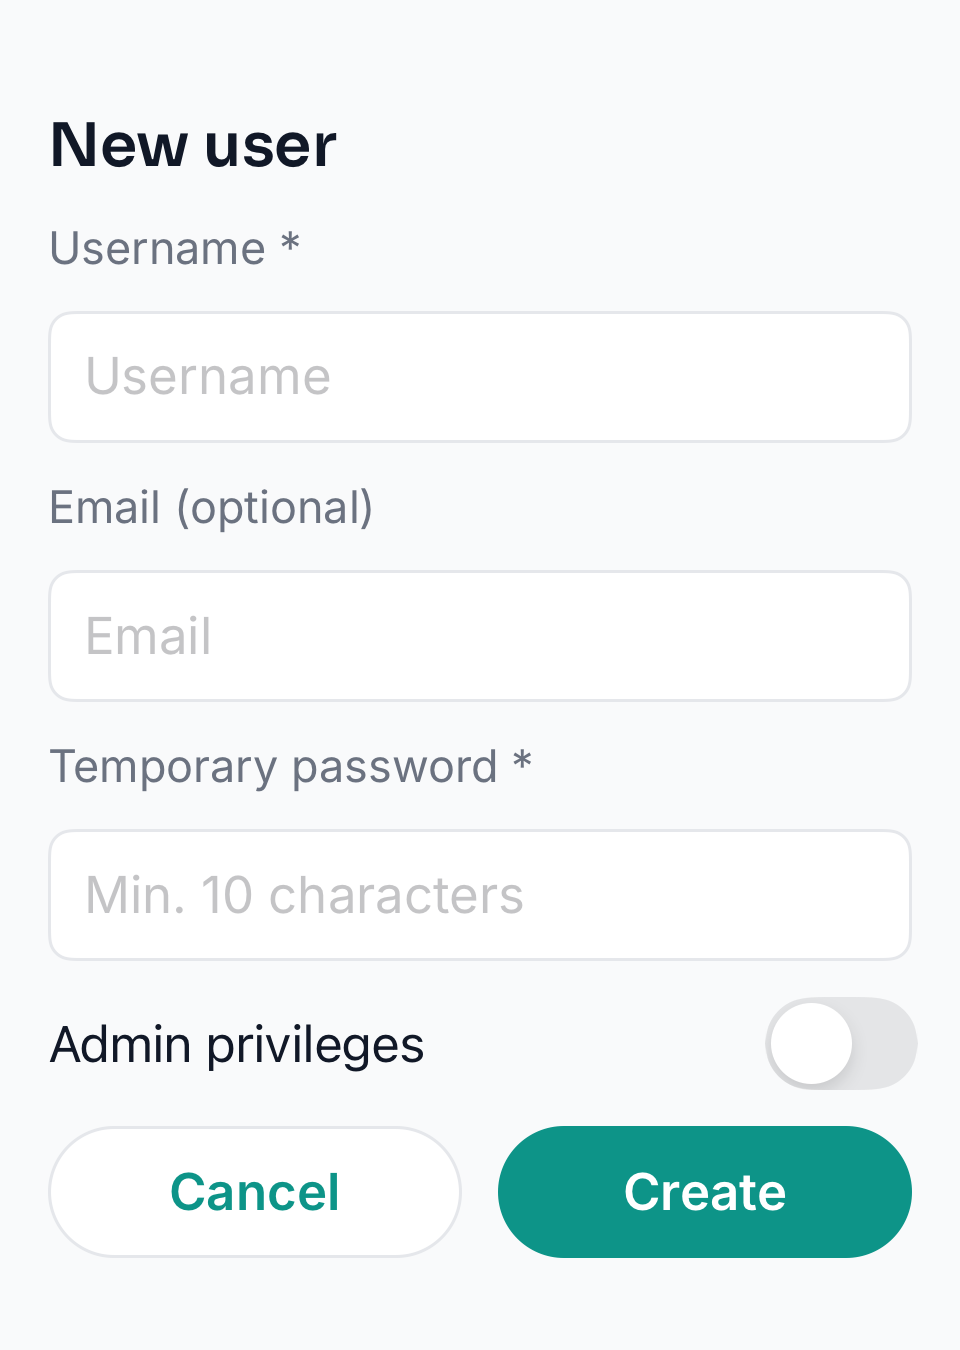 New user
Username *
Username
Email (optional)
Email
Temporary password *
Min. 10 characters
Admin privileges
Cancel
Create